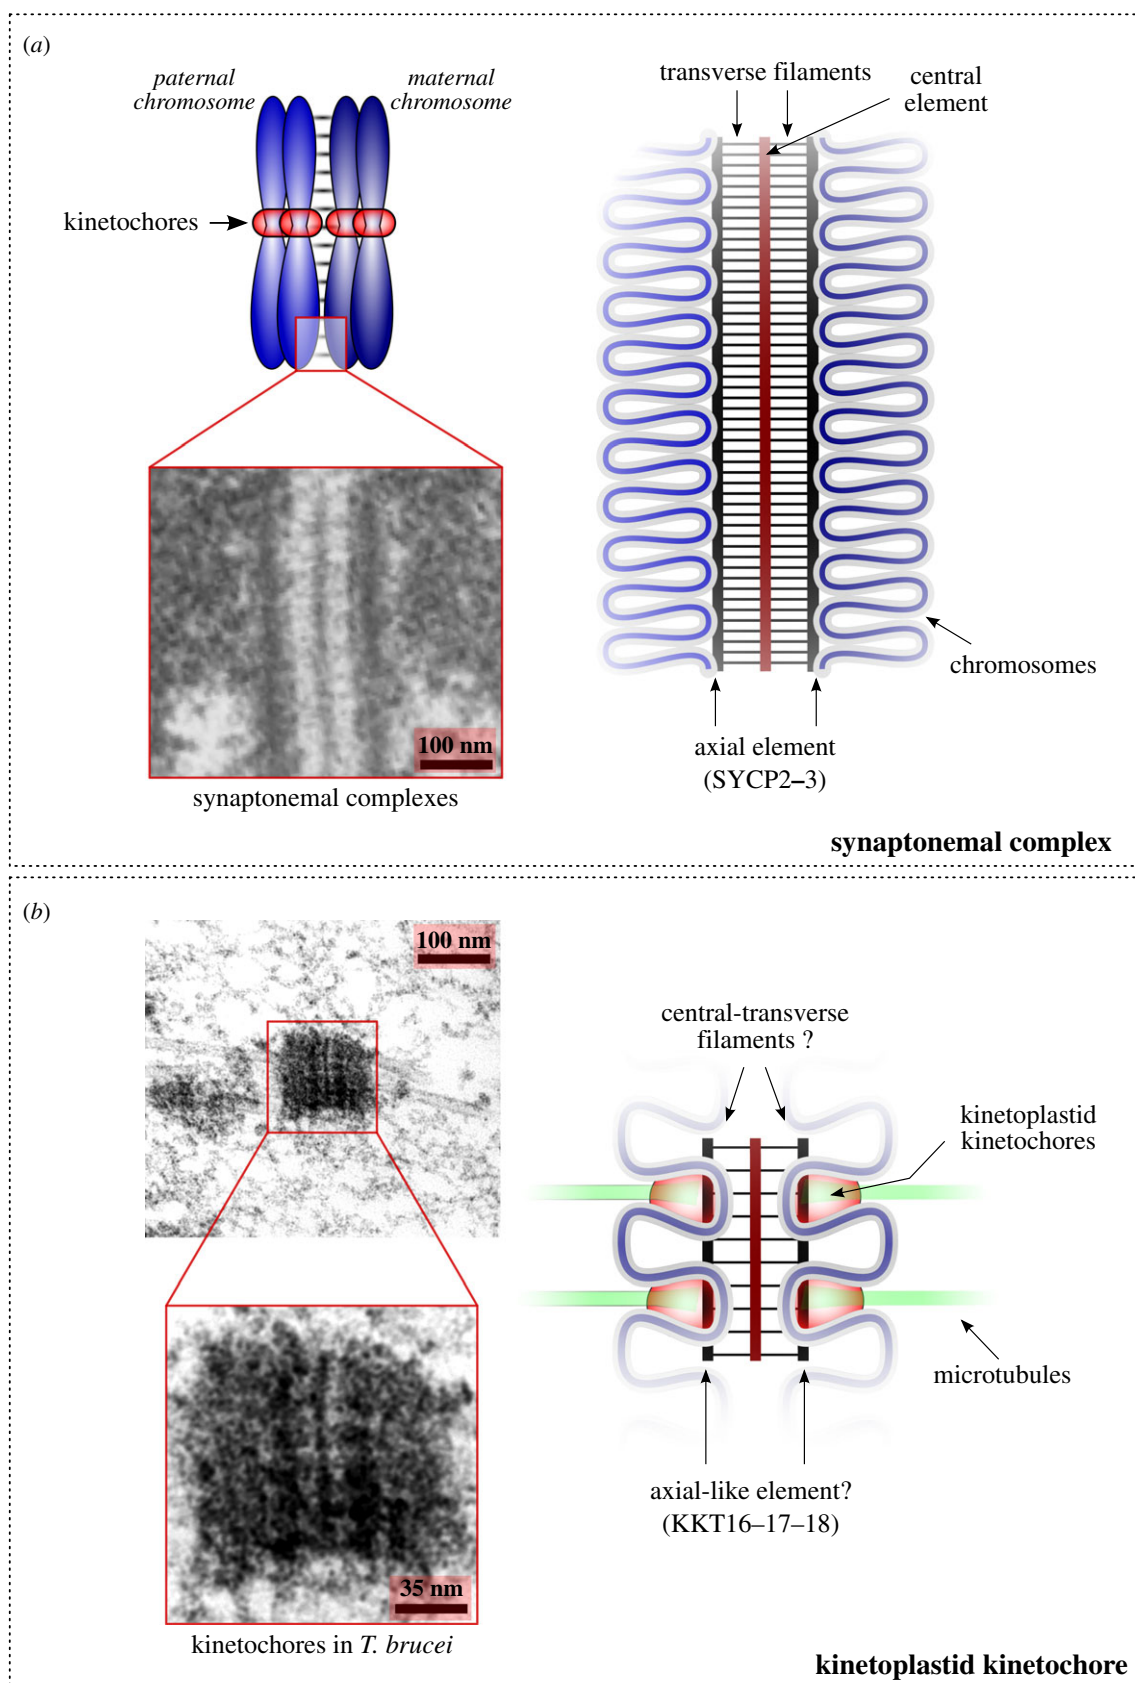 (a)
paternal
chromosome
maternal
chromosome
kinetochores
transverse filaments
central
element
100 nm
synaptonemal complexes
chromosomes
axial element
(SYCP2–3)
synaptonemal complex
(b)
100 nm
central-transverse
filaments ?
kinetoplastid
kinetochores
microtubules
axial-like element?
(KKT16–17–18)
35 nm
kinetochores in T. brucei
kinetoplastid kinetochore